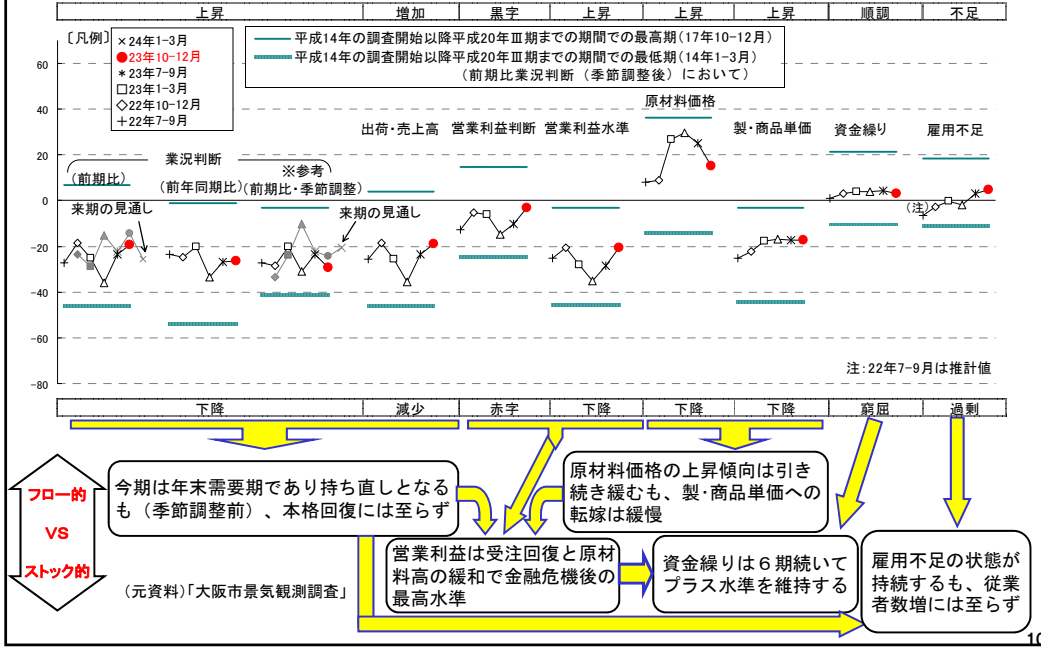 上昇 増加 黒字 上昇 上昇 上昇 順調 不足
〔凡例〕
×24年1-3月
●23年10-12月
*23年7-9月
□23年1-3月
◇22年10-12月
+22年7-9月
平成14年の調査開始以降平成20年Ⅲ期までの期間での最高期(17年10-12月)
平成14年の調査開始以降平成20年Ⅲ期までの期間での最低期(14年1-3月)
(前期比業況判断(季節調整後)において)
60
40
20
0
-20
-40
-60
-80
業況判断
(前期比)
(前年同期比)
※参考
(前期比・季節調整)
来期の見通し
来期の見通し
出荷・売上高
営業利益判断
営業利益水準
原材料価格
製・商品単価
資金繰り
雇用不足
(注)
注:22年7-9月は推計値
下降 減少 赤字 下降 下降 下降 窮屈 過剰
フロー的
VS
ストック的
今期は年末需要期であり持ち直しとなる
も(季節調整前)、本格回復には至らず
原材料価格の上昇傾向は引き
続き緩むも、製・商品単価への
転嫁は緩慢
営業利益は受注回復と原材
料高の緩和で金融危機後の
最高水準
資金繰りは6期続いて
プラス水準を維持する
雇用不足の状態が
持続するも、従業
者数増には至らず
(元資料)「大阪市景気観測調査」
10